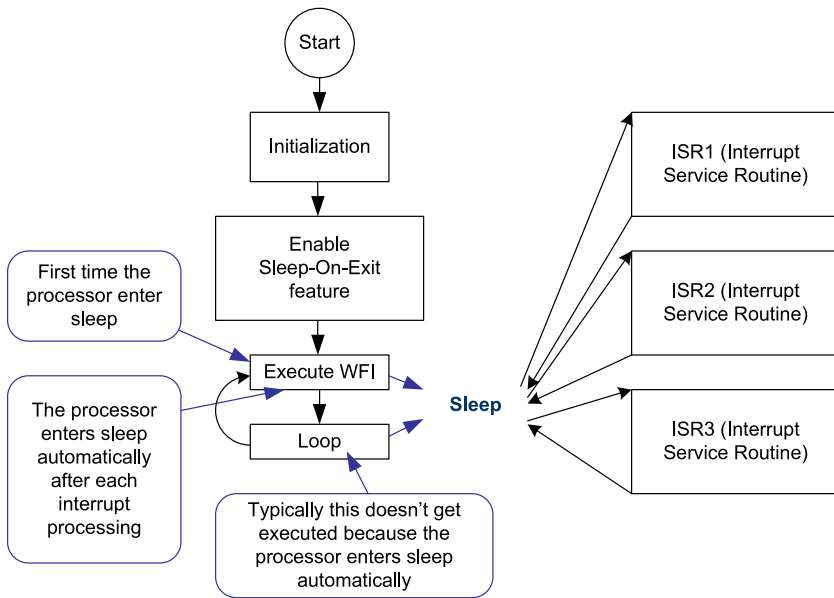 Start
Initialization
Enable
Sleep-On-Exit
feature
First time the
processor enter
sleep
Execute WFI
The processor
enters sleep
automatically
after each
interrupt
processing
Loop
Typically this doesn’t get
executed because the
processor enters sleep
automatically
Sleep
ISR1 (Interrupt
Service Routine)
ISR2 (Interrupt
Service Routine)
ISR3 (Interrupt
Service Routine)